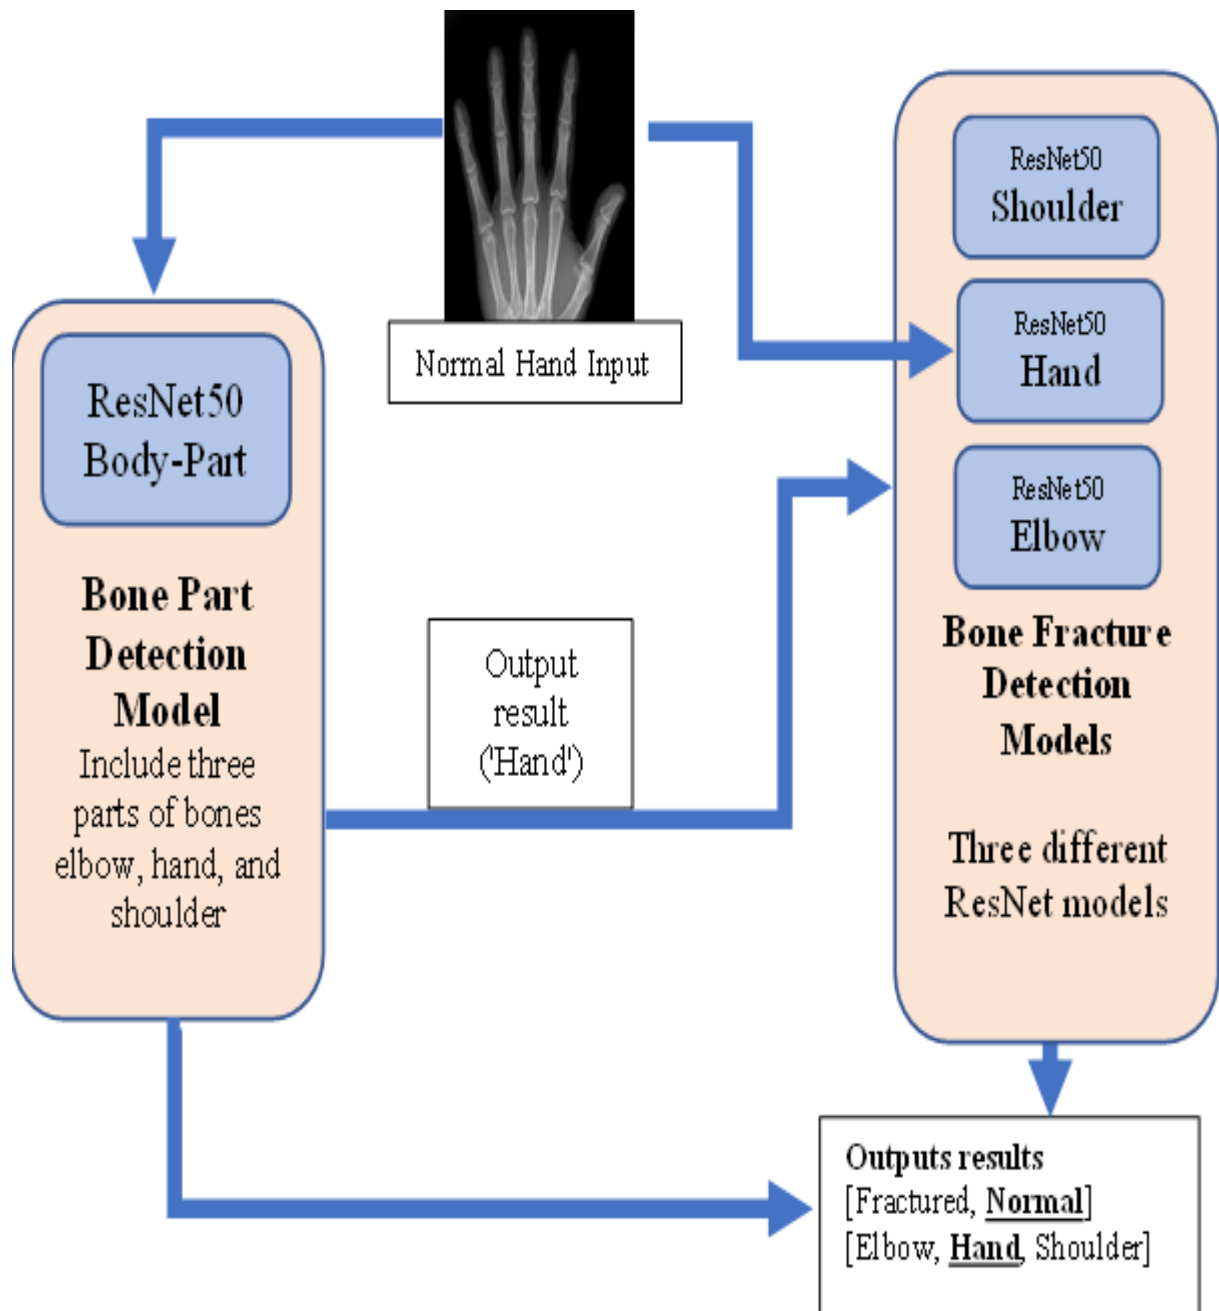 Normal Hand Input
ResNet50
Body-Part
Bone Part
Detection
Model
Include three
parts of bones
elbow, hand, and
shoulder
Output
result
('Hand')
ResNet50
Shoulder
ResNet50
Hand
ResNet50
Elbow
Bone Fracture
Detection
Models
Three different
ResNet models
Outputs results
[Fractured, Normal]
[Elbow, Hand, Shoulder]